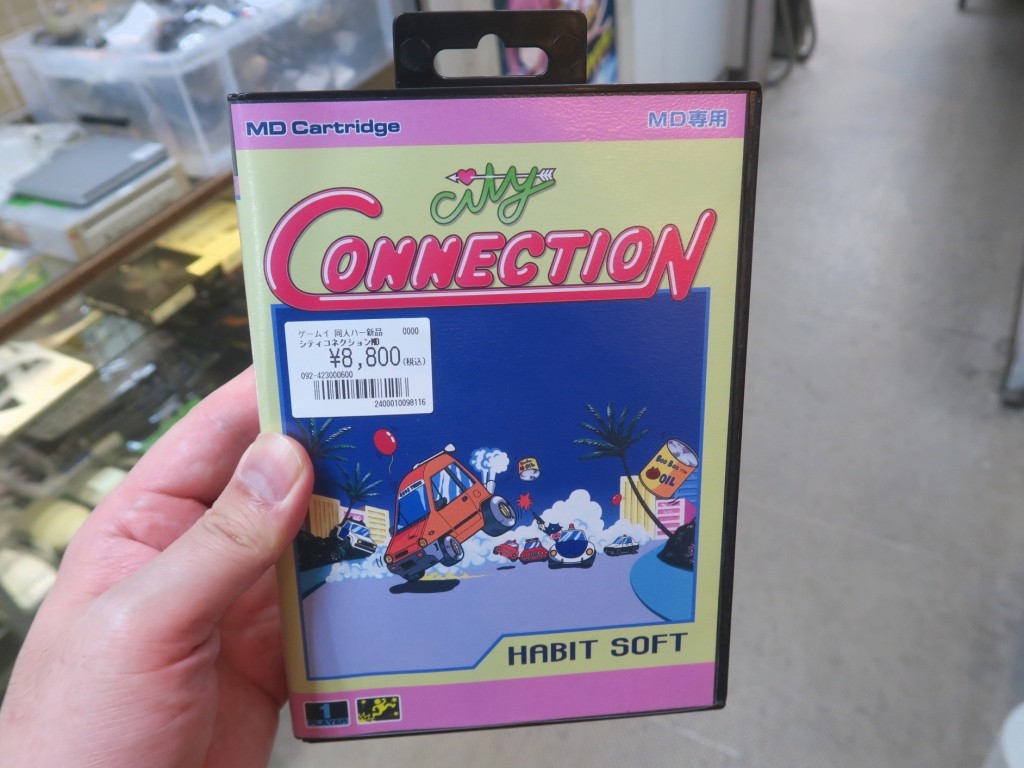 MD Cartridge
MD専用
city
CONNECTION
ゲームイ 同人ハー新品 0000
シティコネクションMD
¥8,800(税込)
092-423000600
2400010098116
OIL
HABIT SOFT
1
PLAYER